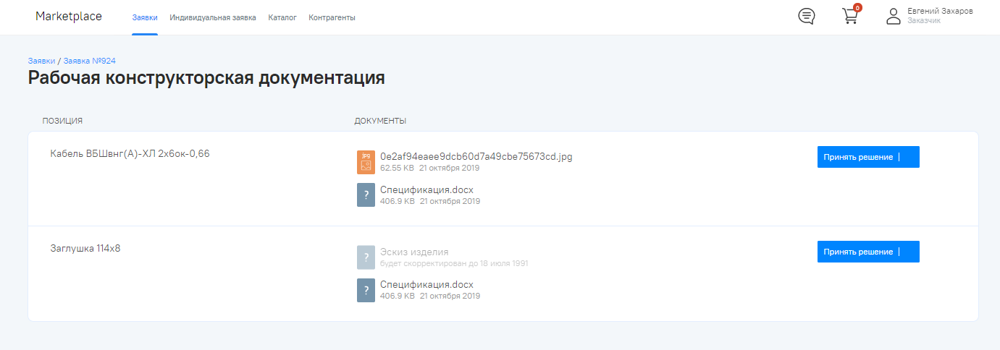 Marketplace
Заявки Индивидуальная заявка Каталог Контрагенты
0
Евгений Захаров
Заказчик
Заявки / Заявка №924
Рабочая конструкторская документация
ПОЗИЦИЯ ДОКУМЕНТЫ
Кабель ВБШвнг(А)-ХЛ 2х6ок-0,66
jpg
0e2af94eaee9dcb60d7a49cbe75673cd.jpg
62.55 KB 21 октября 2019
Принять решение
?
Спецификация.docx
406.9 KB 21 октября 2019
Заглушка 114х8
?
Эскиз изделия
будет скорректирован до 18 июля 1991
Принять решение
?
Спецификация.docx
406.9 KB 21 октября 2019